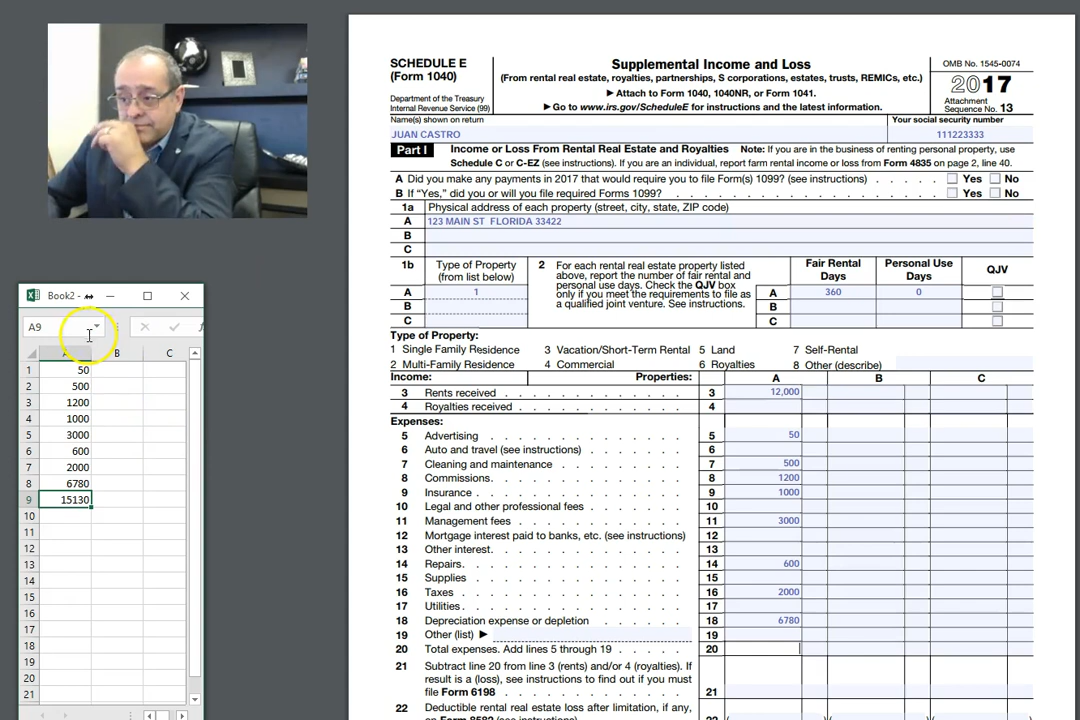 SCHEDULE E
(Form 1040)
Department of the Treasury
Internal Revenue Service (99)
Supplemental Income and Loss
(From rental real estate, royalties, partnerships, S corporations, estates, trusts, REMICs, etc.)
▶ Attach to Form 1040, 1040NR, or Form 1041.
▶ Go to www.irs.gov/ScheduleE for instructions and the latest information.
OMB No. 1545-0074
2017
Attachment
Sequence No. 13
Name(s) shown on return
Your social security number
JUAN CASTRO
111223333
Part I Income or Loss From Rental Real Estate and Royalties Note: If you are in the business of renting personal property, use
Schedule C or C-EZ (see instructions). If you are an individual, report farm rental income or loss from Form 4835 on page 2, line 40.
A Did you make any payments in 2017 that would require you to file Form(s) 1099? (see instructions) . . . . . Yes No
B If "Yes," did you or will you file required Forms 1099? . . . . . . . . . . . . . . . . Yes No
1a Physical address of each property (street, city, state, ZIP code)
A 123 MAIN ST FLORIDA 33422
B
C
1b Type of Property
(from list below)
A 1
B
C
2 For each rental real estate property listed
above, report the number of fair rental and
personal use days. Check the QJV box
only if you meet the requirements to file as
a qualified joint venture. See instructions.
Fair Rental
Days
Personal Use
Days
QJV
A 360 0
B
C
Type of Property:
1 Single Family Residence 3 Vacation/Short-Term Rental 5 Land 7 Self-Rental
2 Multi-Family Residence 4 Commercial 6 Royalties 8 Other (describe)
Income: Properties: A B C
3 Rents received . . . . . . . . . . . . . 3 12,000
4 Royalties received . . . . . . . . . . . . 4
Expenses:
5 Advertising . . . . . . . . . . . . . . 5 50
6 Auto and travel (see instructions) . . . . . . . 6
7 Cleaning and maintenance . . . . . . . . . 7 500
8 Commissions. . . . . . . . . . . . . . 8 1200
9 Insurance . . . . . . . . . . . . . . . 9 1000
10 Legal and other professional fees . . . . . . . 10
11 Management fees . . . . . . . . . . . . 11 3000
12 Mortgage interest paid to banks, etc. (see instructions) 12
13 Other interest. . . . . . . . . . . . . . 13
14 Repairs. . . . . . . . . . . . . . . . 14 600
15 Supplies . . . . . . . . . . . . . . . 15
16 Taxes . . . . . . . . . . . . . . . . 16 2000
17 Utilities. . . . . . . . . . . . . . . . 17
18 Depreciation expense or depletion . . . . . . . 18 6780
19 Other (list) ▶ 19
20 Total expenses. Add lines 5 through 19 . . . . . 20
21 Subtract line 20 from line 3 (rents) and/or 4 (royalties). If
result is a (loss), see instructions to find out if you must
file Form 6198 . . . . . . . . . . . . . 21
22 Deductible rental real estate loss after limitation, if any,
on Form 8582 (see instructions)
Book2 -
A9
A B C
1 50
2 500
3 1200
4 1000
5 3000
6 600
7 2000
8 6780
9 15130
10
11
12
13
14
15
16
17
18
19
20
21